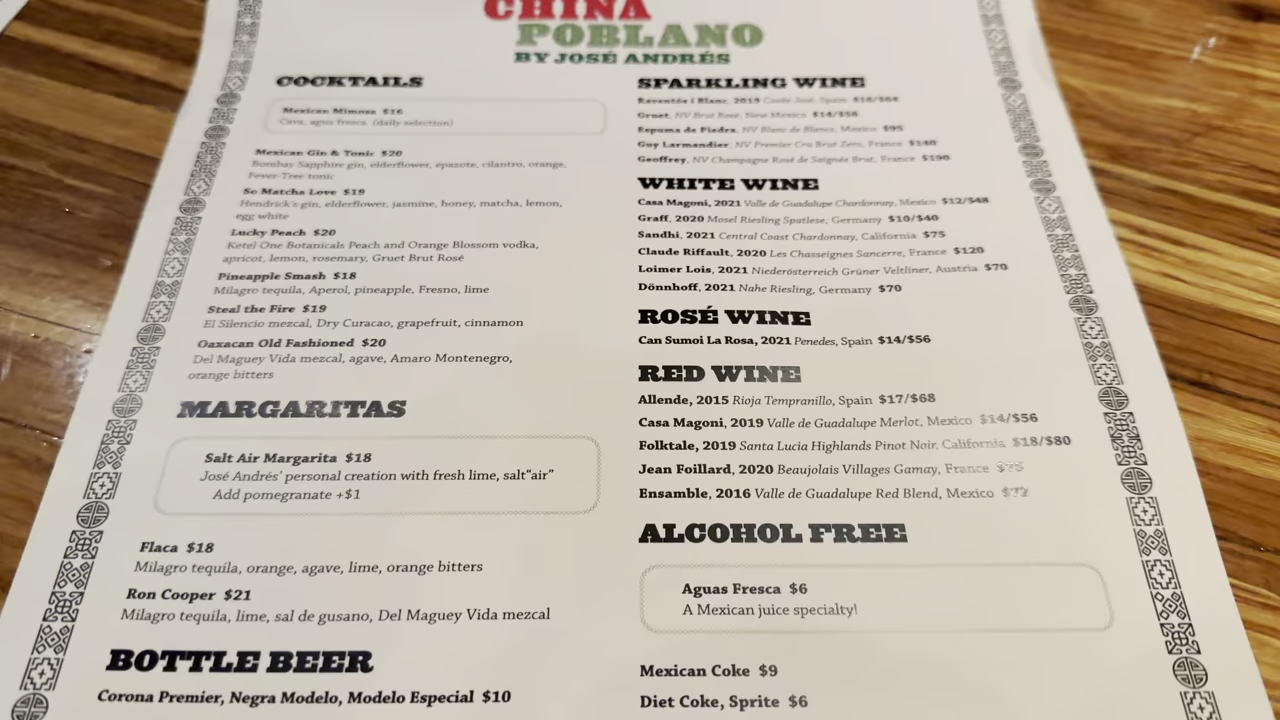 CHINA
POBLANO
BY JOSÉ ANDRÉS
COCKTAILS
Mexican Mimosa $16
Cava, agua fresca (daily selection)
Mexican Gin & Tonic $20
Bombay Sapphire gin, elderflower, epazote, cilantro, orange,
Fever-Tree tonic
So Matcha Love $19
Hendrick's gin, elderflower, jasmine, honey, matcha, lemon,
egg white
Lucky Peach $20
Ketel One Botanicals Peach and Orange Blossom vodka,
apricot, lemon, rosemary, Gruet Brut Rosé
Pineapple Smash $18
Milagro tequila, Aperol, pineapple, Fresno, lime
Steal the Fire $19
El Silencio mezcal, Dry Curacao, grapefruit, cinnamon
Oaxacan Old Fashioned $20
Del Maguey Vida mezcal, agave, Amaro Montenegro,
orange bitters
MARGARITAS
Salt Air Margarita $18
José Andrés' personal creation with fresh lime, salt"air"
Add pomegranate +$1
Flaca $18
Milagro tequila, orange, agave, lime, orange bitters
Ron Cooper $21
Milagro tequila, lime, sal de gusano, Del Maguey Vida mezcal
BOTTLE BEER
Corona Premier, Negra Modelo, Modelo Especial $10
SPARKLING WINE
Raventós i Blanc, 2019 Cuvée José, Spain $16/$64
Gruet, NV Brut Rosé, New Mexico $14/$56
Espuma de Piedra, NV Blanc de Blancs, Mexico $95
Guy Larmandier, NV Premier Cru Brut Zero, France $140
Geoffrey, NV Champagne Rosé de Saignée Brut, France $190
WHITE WINE
Casa Magoni, 2021 Valle de Guadalupe Chardonnay, Mexico $12/$48
Graff, 2020 Mosel Riesling Spatlese, Germany $10/$40
Sandhi, 2021 Central Coast Chardonnay, California $75
Claude Riffault, 2020 Les Chasseignes Sancerre, France $120
Loimer Lois, 2021 Niederösterreich Grüner Veltliner, Austria $70
Dönnhoff, 2021 Nahe Riesling, Germany $70
ROSÉ WINE
Can Sumoi La Rosa, 2021 Penedes, Spain $14/$56
RED WINE
Allende, 2015 Rioja Tempranillo, Spain $17/$68
Casa Magoni, 2019 Valle de Guadalupe Merlot, Mexico $14/$56
Folktale, 2019 Santa Lucia Highlands Pinot Noir, California $18/$80
Jean Foillard, 2020 Beaujolais Villages Gamay, France $75
Ensamble, 2016 Valle de Guadalupe Red Blend, Mexico $72
ALCOHOL FREE
Aguas Fresca $6
A Mexican juice specialty!
Mexican Coke $9
Diet Coke, Sprite $6